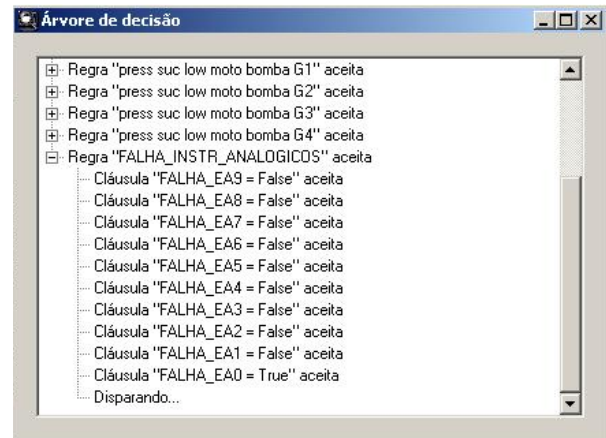 Árvore de decisão
Regra "press suc low moto bomba G1" aceita
Regra "press suc low moto bomba G2" aceita
Regra "press suc low moto bomba G3" aceita
Regra "press suc low moto bomba G4" aceita
Regra "FALHA_INSTR_ANALOGICOS" aceita
Cláusula "FALHA_EA9 = False" aceita
Cláusula "FALHA_EA8 = False" aceita
Cláusula "FALHA_EA7 = False" aceita
Cláusula "FALHA_EA6 = False" aceita
Cláusula "FALHA_EA5 = False" aceita
Cláusula "FALHA_EA4 = False" aceita
Cláusula "FALHA_EA3 = False" aceita
Cláusula "FALHA_EA2 = False" aceita
Cláusula "FALHA_EA1 = False" aceita
Cláusula "FALHA_EA0 = True" aceita
Disparando...